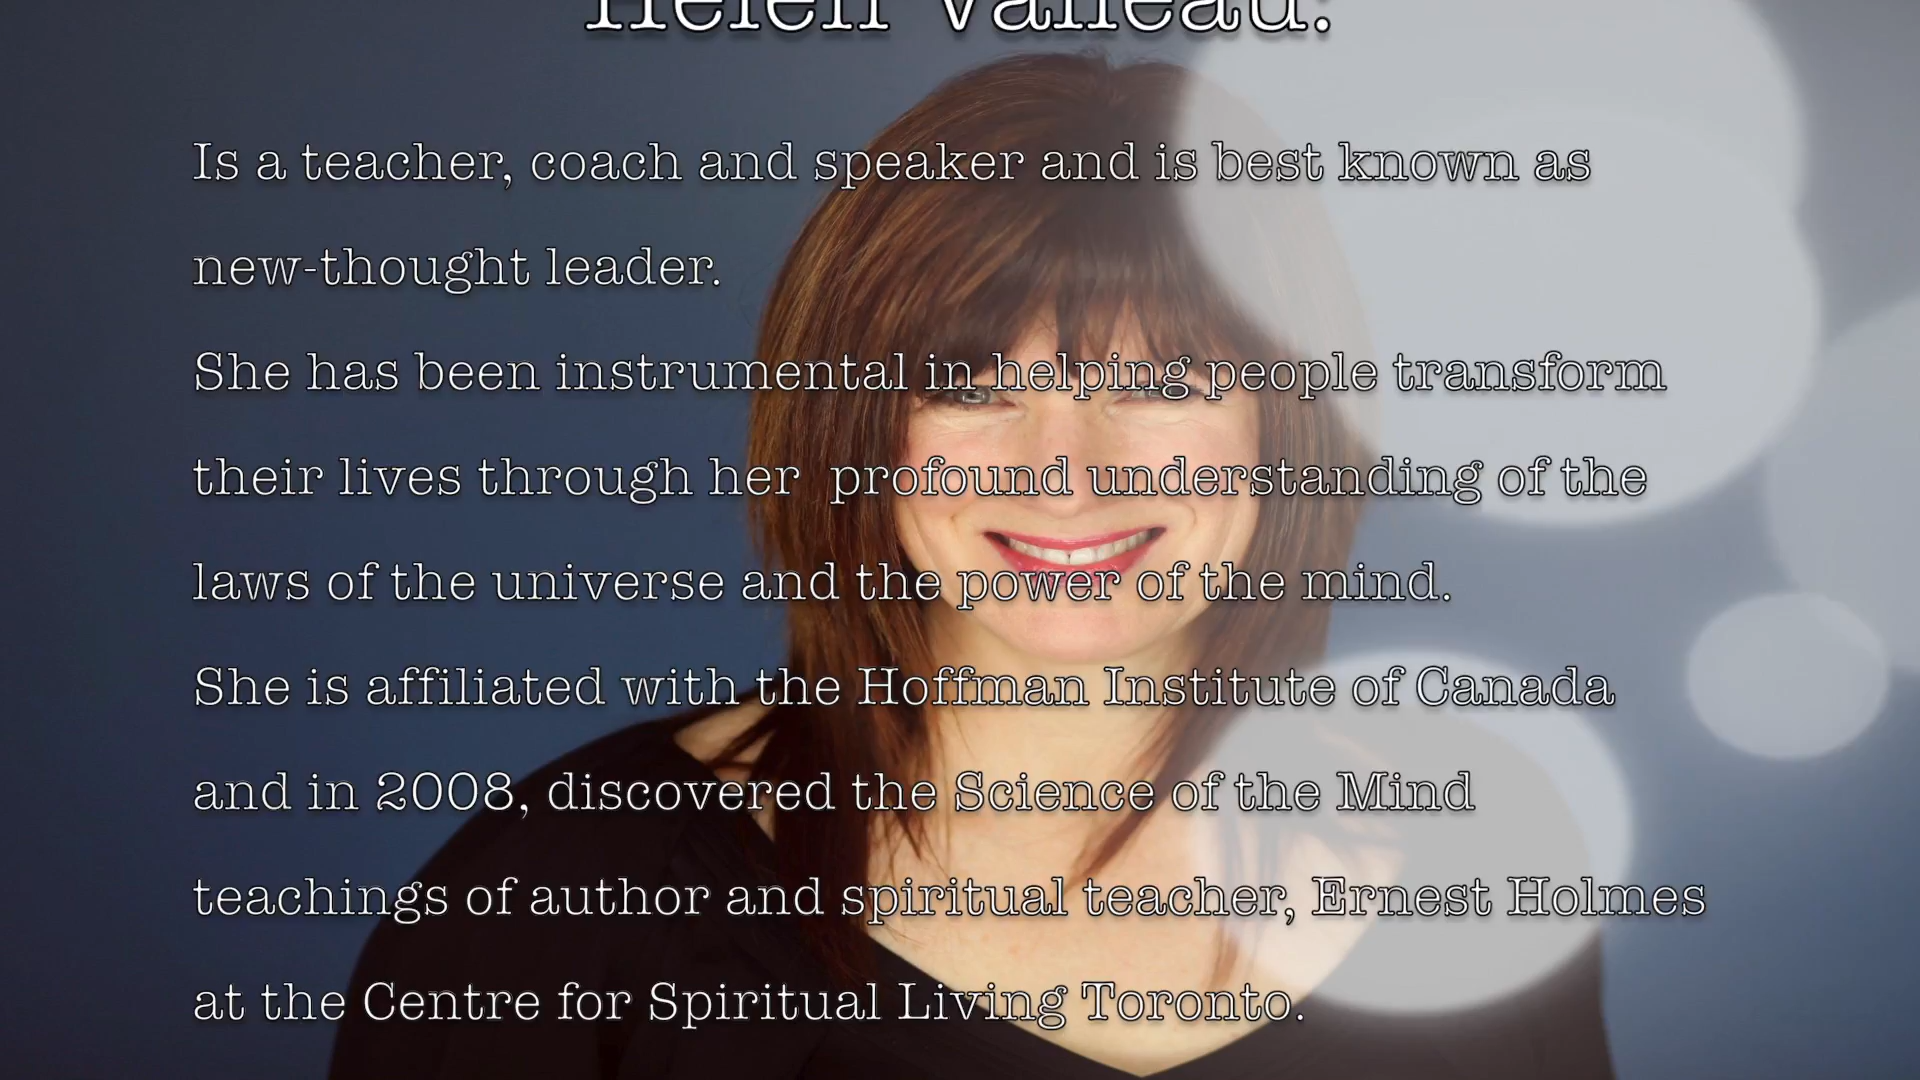 Helen Valleau:
Is a teacher, coach and speaker and is best known as
new-thought leader.
She has been instrumental in helping people transform
their lives through her profound understanding of the
laws of the universe and the power of the mind.
She is affiliated with the Hoffman Institute of Canada
and in 2008, discovered the Science of the Mind
teachings of author and spiritual teacher, Ernest Holmes
at the Centre for Spiritual Living Toronto.